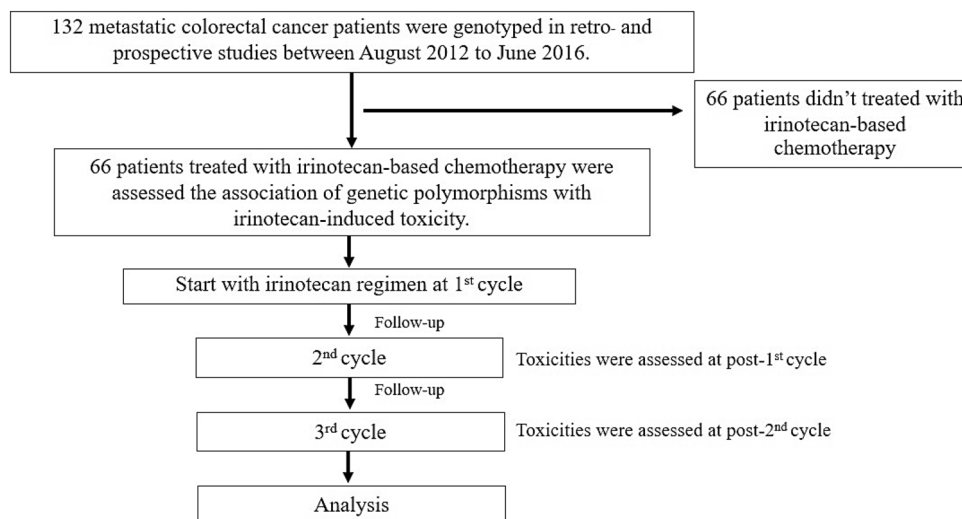 132 metastatic colorectal cancer patients were genotyped in retro- and
prospective studies between August 2012 to June 2016.
66 patients didn’t treated with
irinotecan-based
chemotherapy
66 patients treated with irinotecan-based chemotherapy were
assessed the association of genetic polymorphisms with
irinotecan-induced toxicity.
Start with irinotecan regimen at 1st cycle
Follow-up
2nd cycle
Toxicities were assessed at post-1st cycle
Follow-up
3rd cycle
Toxicities were assessed at post-2nd cycle
Analysis